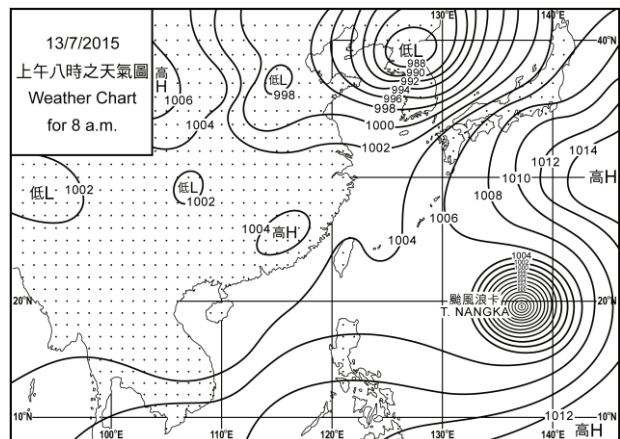 13/7/2015
上午八時之天氣圖
Weather Chart
for 8 a.m.
130°E
140°E
40°N
低L
988
990
992
994
996
998
1000
1002
高
H
1006
1004
低L
998
1014
1012
1010
1008
1006
1004
高H
低L
1002
低L
1002
1004
高H
1004
1002
1000
颱風浪卡
T. NANGKA
20°N
20°N
10°N
10°N
100°E
110°E
120°E
130°E
140°E
1012
高H